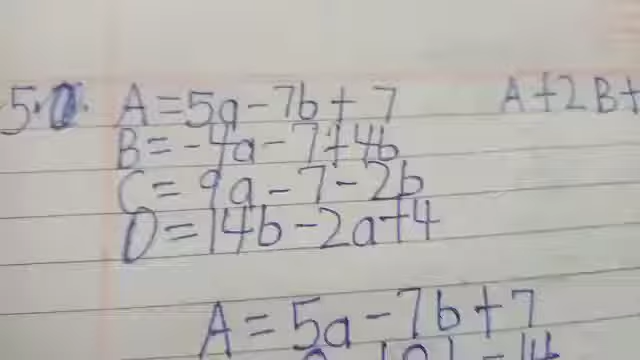 5. A = 5a - 7b + 7 A + 2B +
B = -4a - 7 + 4b
C = 9a - 7 - 2b
D = 14b - 2a + 4
A = 5a - 7b + 7